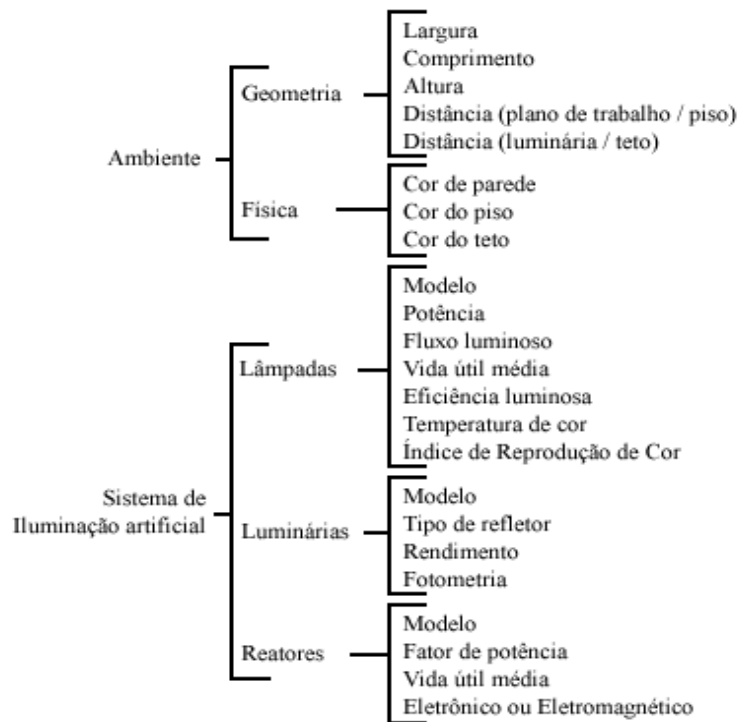 Largura
Comprimento
Geometria
Altura
Distância (plano de trabalho / piso)
Distância (luminária / teto)
Ambiente
Cor de parede
Física
Cor do piso
Cor do teto
Modelo
Potência
Fluxo luminoso
Lâmpadas
Vida útil média
Eficiência luminosa
Temperatura de cor
Índice de Reprodução de Cor
Sistema de
Iluminação artificial
Modelo
Luminárias
Tipo de refletor
Rendimento
Fotometria
Modelo
Reatores
Fator de potência
Vida útil média
Eletrônico ou Eletromagnético